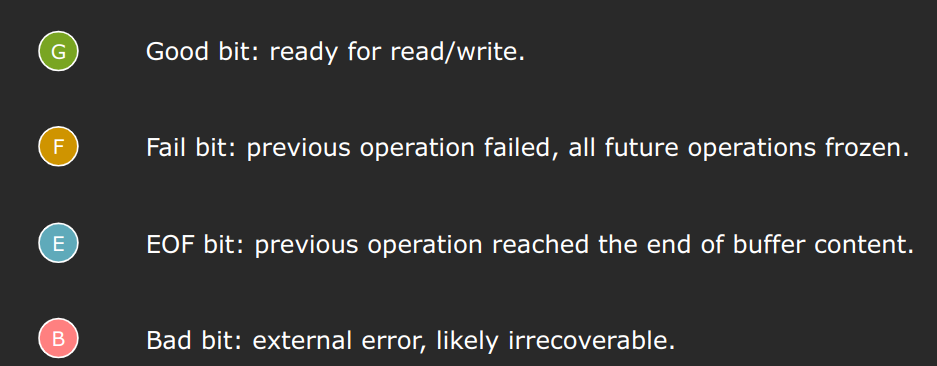 G Good bit: ready for read/write.
F Fail bit: previous operation failed, all future operations frozen.
E EOF bit: previous operation reached the end of buffer content.
B Bad bit: external error, likely irrecoverable.